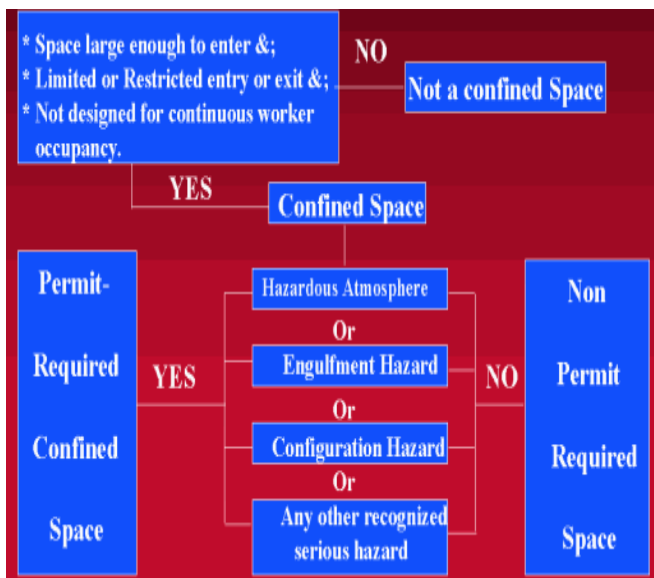 * Space large enough to enter &;
* Limited or Restricted entry or exit &;
* Not designed for continuous worker
occupancy.
NO
Not a confined Space
YES
Confined Space
Permit-
Required
Confined
Space
YES
Hazardous Atmosphere
Or
Engulfment Hazard
Or
Configuration Hazard
Or
Any other recognized
serious hazard
NO
Non
Permit
Required
Space